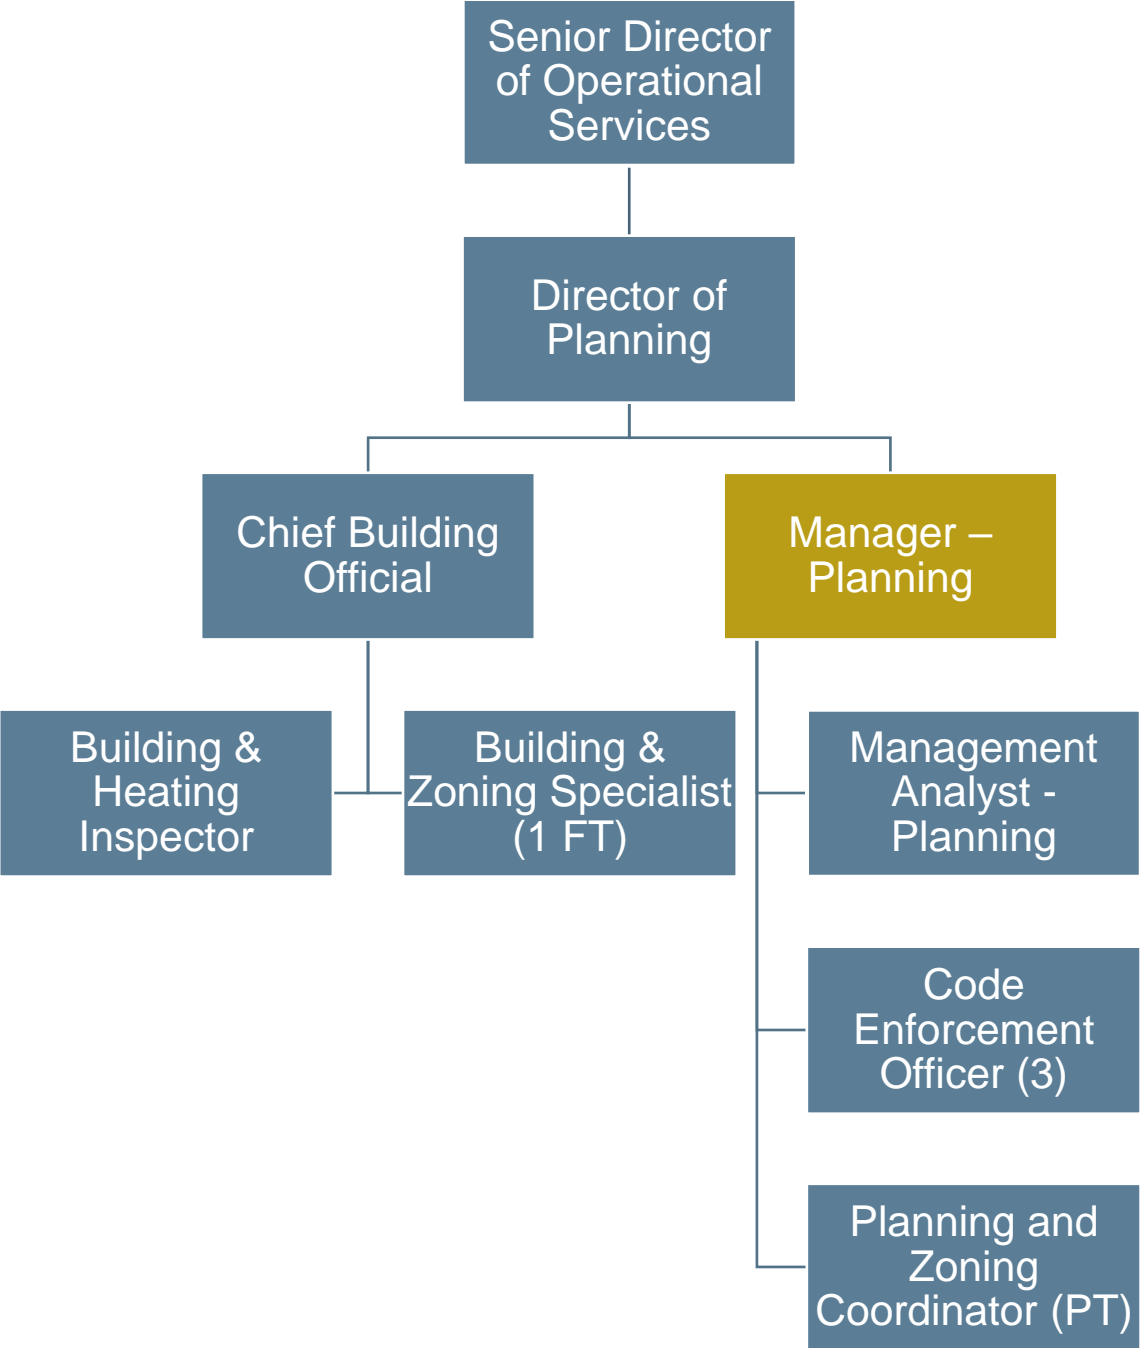 Senior Director
of Operational
Services
Director of
Planning
Chief Building
Official
Manager –
Planning
Building &
Heating
Inspector
Building &
Zoning Specialist
(1 FT)
Management
Analyst -
Planning
Code
Enforcement
Officer (3)
Planning and
Zoning
Coordinator (PT)